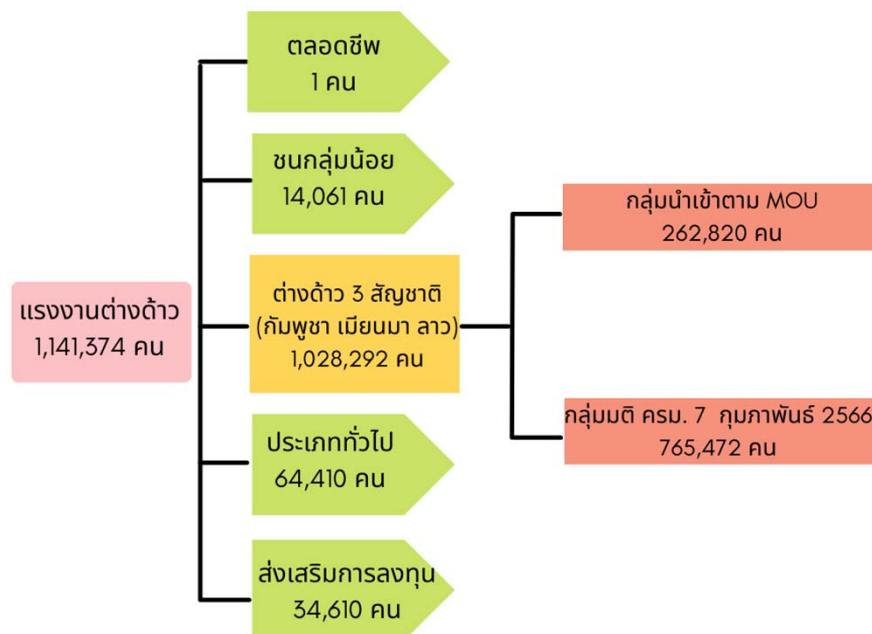 ตลอดชีพ
1 คน
ชนกลุ่มน้อย
14,061 คน
กลุ่มนำเข้าตาม MOU
262,820 คน
แรงงานต่างด้าว
1,141,374 คน
ต่างด้าว 3 สัญชาติ
(กัมพูชา เมียนมา ลาว)
1,028,292 คน
กลุ่มมติ ครม. 7 กุมภาพันธ์ 2566
765,472 คน
ประเภททั่วไป
64,410 คน
ส่งเสริมการลงทุน
34,610 คน